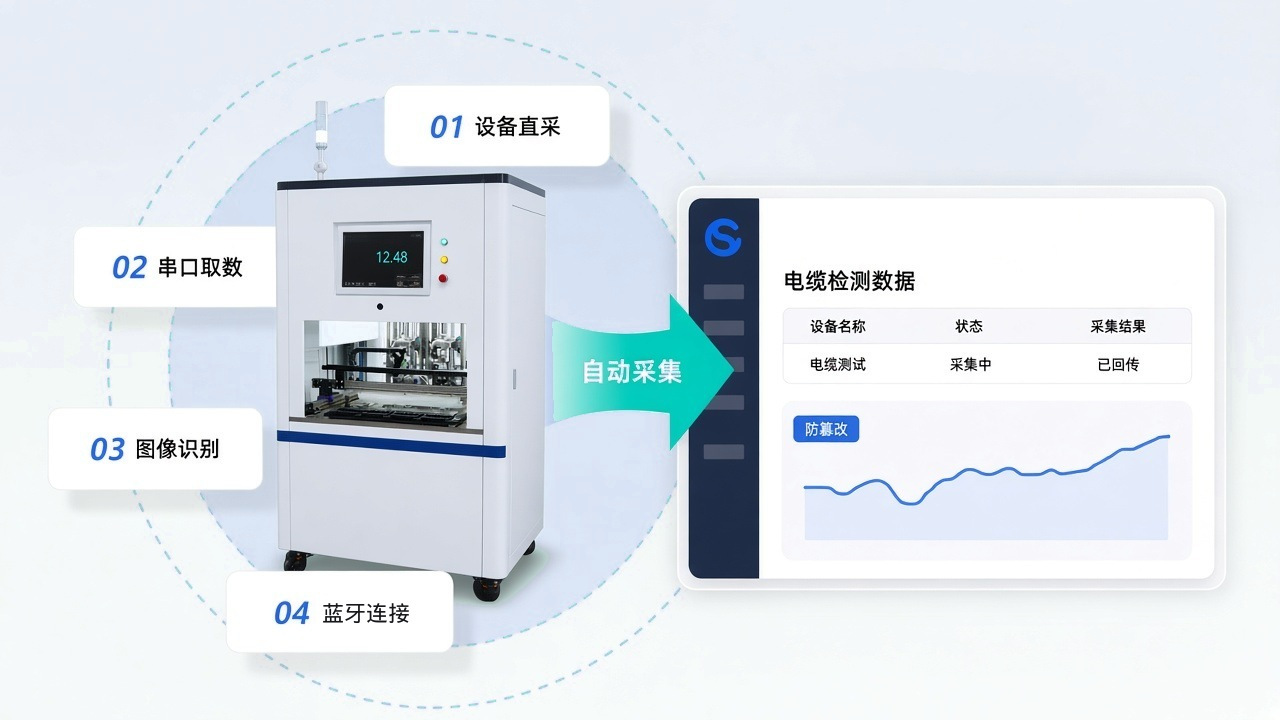 01 设备直采
02 串口取数
12.48
03 图像识别
04 蓝牙连接
自动采集
电缆检测数据
设备名称 状态 采集结果
电缆测试 采集中 已回传
防篡改